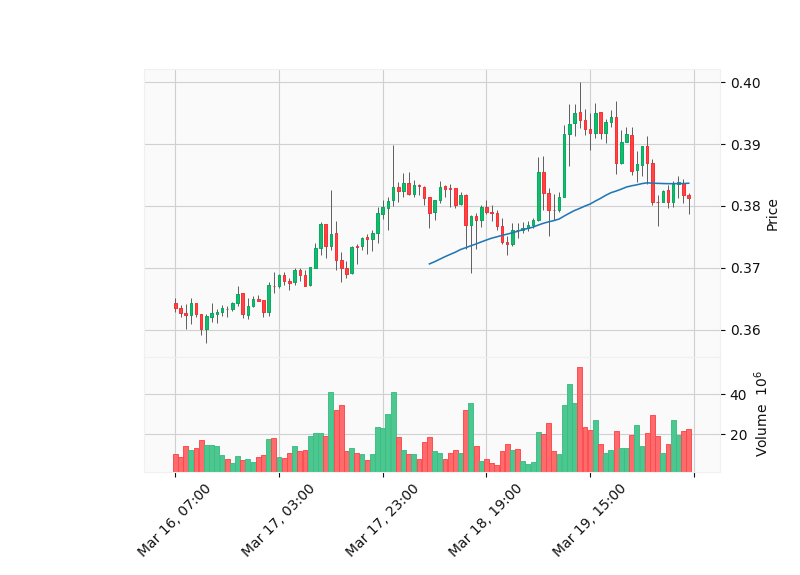 0.40
0.39
0.38
0.37
0.36
Price
40
20
Volume 10^6
Mar 16, 07:00
Mar 17, 03:00
Mar 17, 23:00
Mar 18, 19:00
Mar 19, 15:00